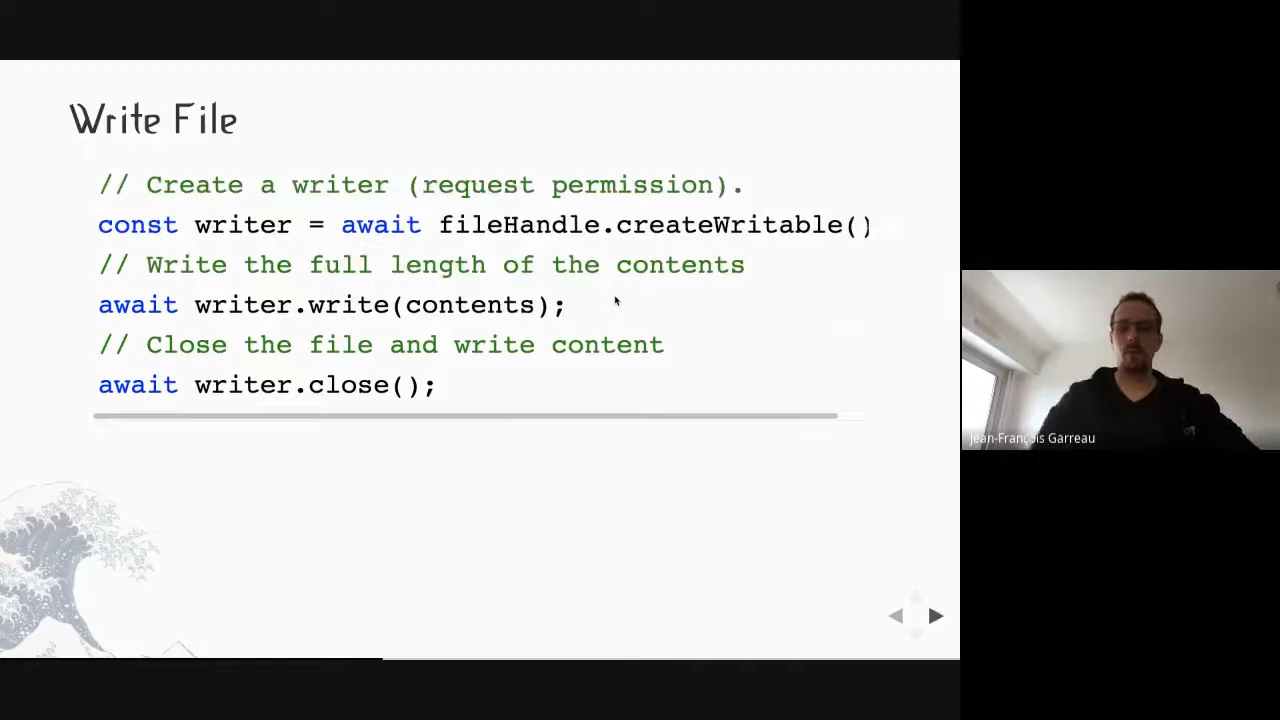 Write File
// Create a writer (request permission).
const writer = await fileHandle.createWritable()
// Write the full length of the contents
await writer.write(contents);
// Close the file and write content
await writer.close();
Jean-François Garreau